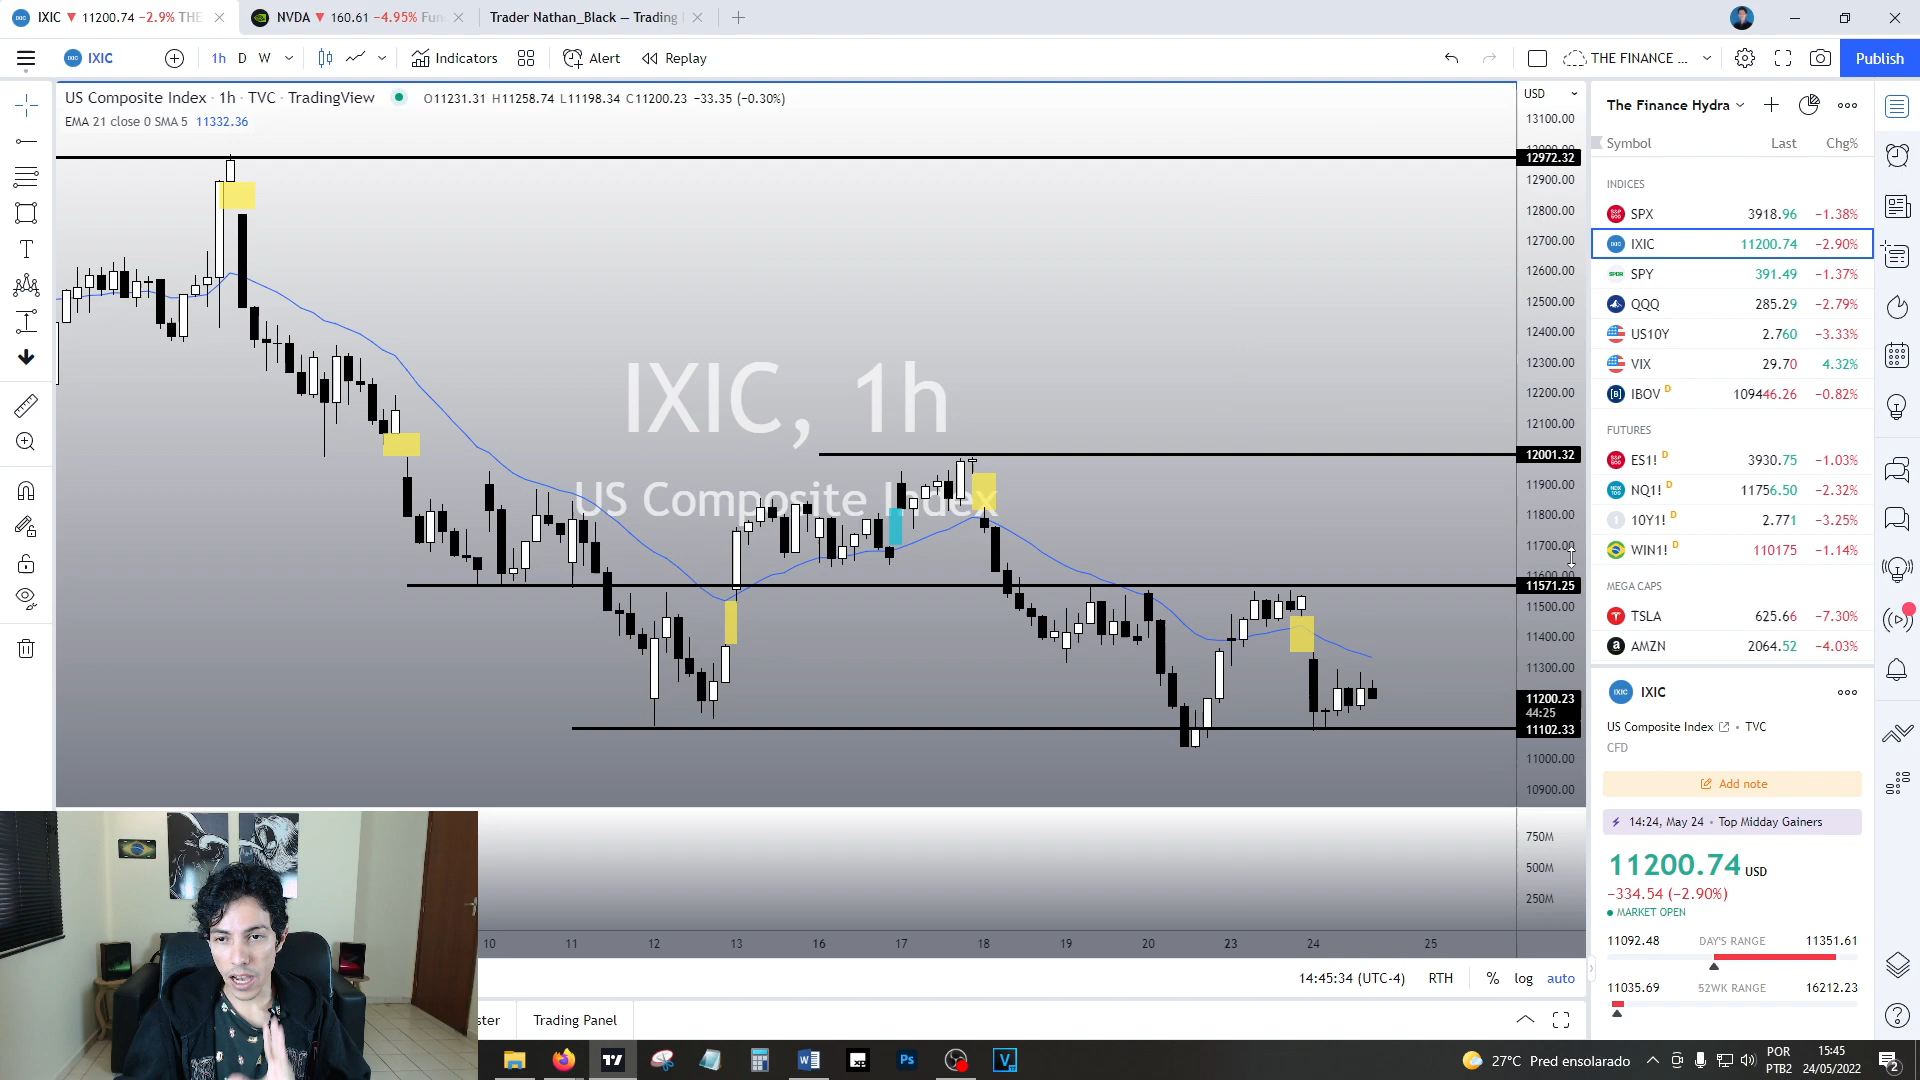 IXIC ▼ 11200.74 −2.9% THE
NVDA ▼ 160.61 −4.95%
Trader Nathan_Black — Trading
IXIC
1h D W
Indicators
Alert
Replay
THE FINANCE ...
Publish
US Composite Index · 1h · TVC · TradingView
O11231.31 H11258.74 L11198.34 C11200.23 −33.35 (−0.30%)
EMA 21 close 0 SMA 5 11332.36
IXIC, 1h
US Composite Index
USD
13100.00
12972.32
12900.00
12800.00
12700.00
12600.00
12500.00
12400.00
12300.00
12200.00
12100.00
12001.32
11900.00
11800.00
11700.00
11600.00
11571.25
11500.00
11400.00
11300.00
11200.23
44:25
11102.33
11000.00
10900.00
750M
500M
250M
10 11 12 13 16 17 18 19 20 23 24 25
14:45:34 (UTC-4) RTH % log auto
ster
Trading Panel
The Finance Hydra
Symbol Last Chg%
INDICES
SPX 3918.96 −1.38%
IXIC 11200.74 −2.90%
SPY 391.49 −1.37%
QQQ 285.29 −2.79%
US10Y 2.760 −3.33%
VIX 29.70 4.32%
IBOV D 109446.26 −0.82%
FUTURES
ES1! D 3930.75 −1.03%
NQ1! D 11756.50 −2.32%
10Y1! D 2.771 −3.25%
WIN1! D 110175 −1.14%
MEGA CAPS
TSLA 625.66 −7.30%
AMZN 2064.52 −4.03%
IXIC
US Composite Index • TVC
CFD
Add note
14:24, May 24 • Top Midday Gainers
11200.74 USD
−334.54 (−2.90%)
MARKET OPEN
11092.48 DAY'S RANGE 11351.61
11035.69 52WK RANGE 16212.23
27°C Pred ensolarado
POR
PTB2
15:45
24/05/2022
2